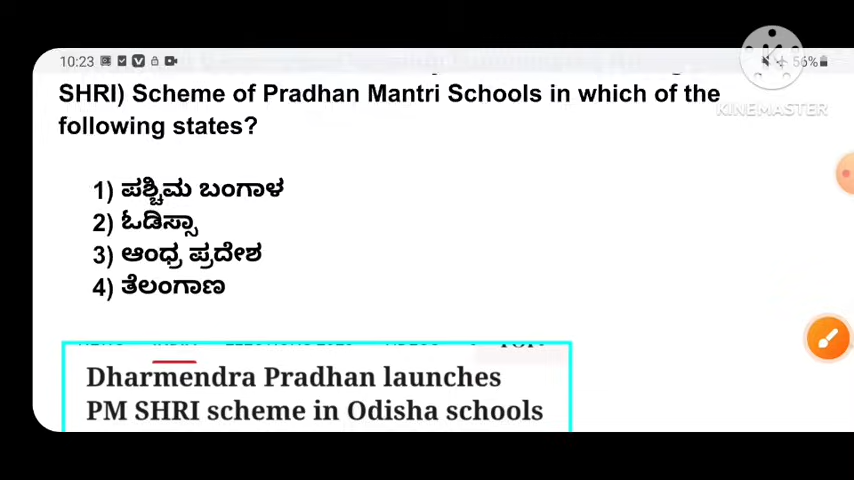 10:23
56%
KINEMASTER
SHRI) Scheme of Pradhan Mantri Schools in which of the
following states?
1) ಪಶ್ಚಿಮ ಬಂಗಾಳ
2) ಓಡಿಸ್ಸಾ
3) ಆಂಧ್ರ ಪ್ರದೇಶ
4) ತೆಲಂಗಾಣ
Dharmendra Pradhan launches
PM SHRI scheme in Odisha schools